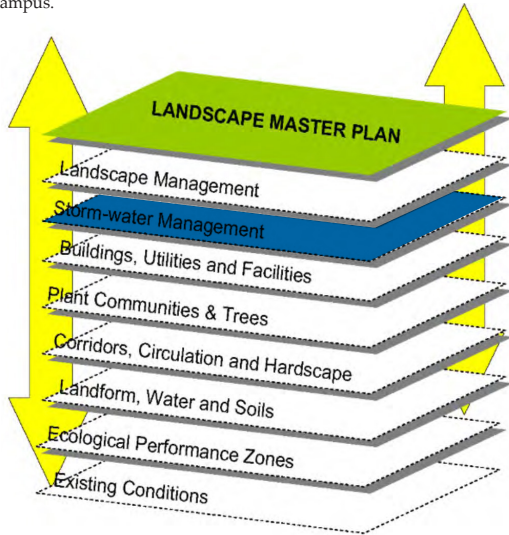 ampus.
LANDSCAPE MASTER PLAN
Landscape Management
Storm-water Management
Buildings, Utilities and Facilities
Plant Communities & Trees
Corridors, Circulation and Hardscape
Landform, Water and Soils
Ecological Performance Zones
Existing Conditions